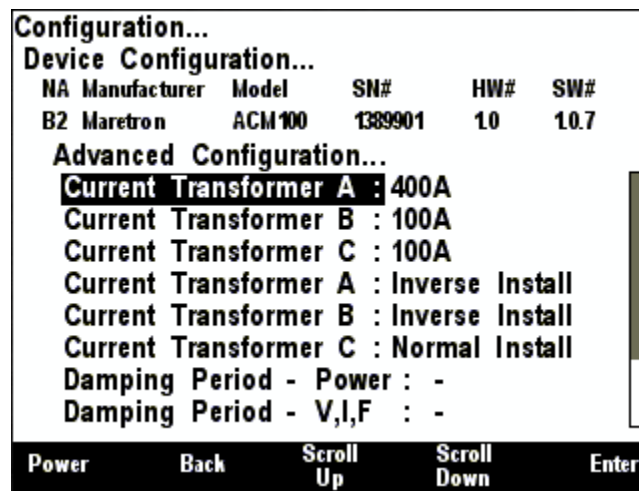 Configuration...
Device Configuration...
NA Manufacturer Model SN# HW# SW#
B2 Maretron ACM100 1389901 1.0 1.0.7
Advanced Configuration...
Current Transformer A : 400A
Current Transformer B : 100A
Current Transformer C : 100A
Current Transformer A : Inverse Install
Current Transformer B : Inverse Install
Current Transformer C : Normal Install
Damping Period - Power : -
Damping Period - V,I,F : -
Power Back Scroll Up Scroll Down Enter